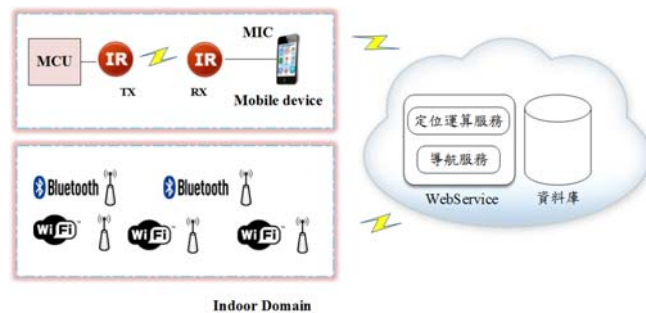 MIC
MCU
IR
IR
TX
RX
Mobile device
Bluetooth
Bluetooth
WiFi
WiFi
WiFi
定位運算服務
導航服務
WebService
資料庫
Indoor Domain